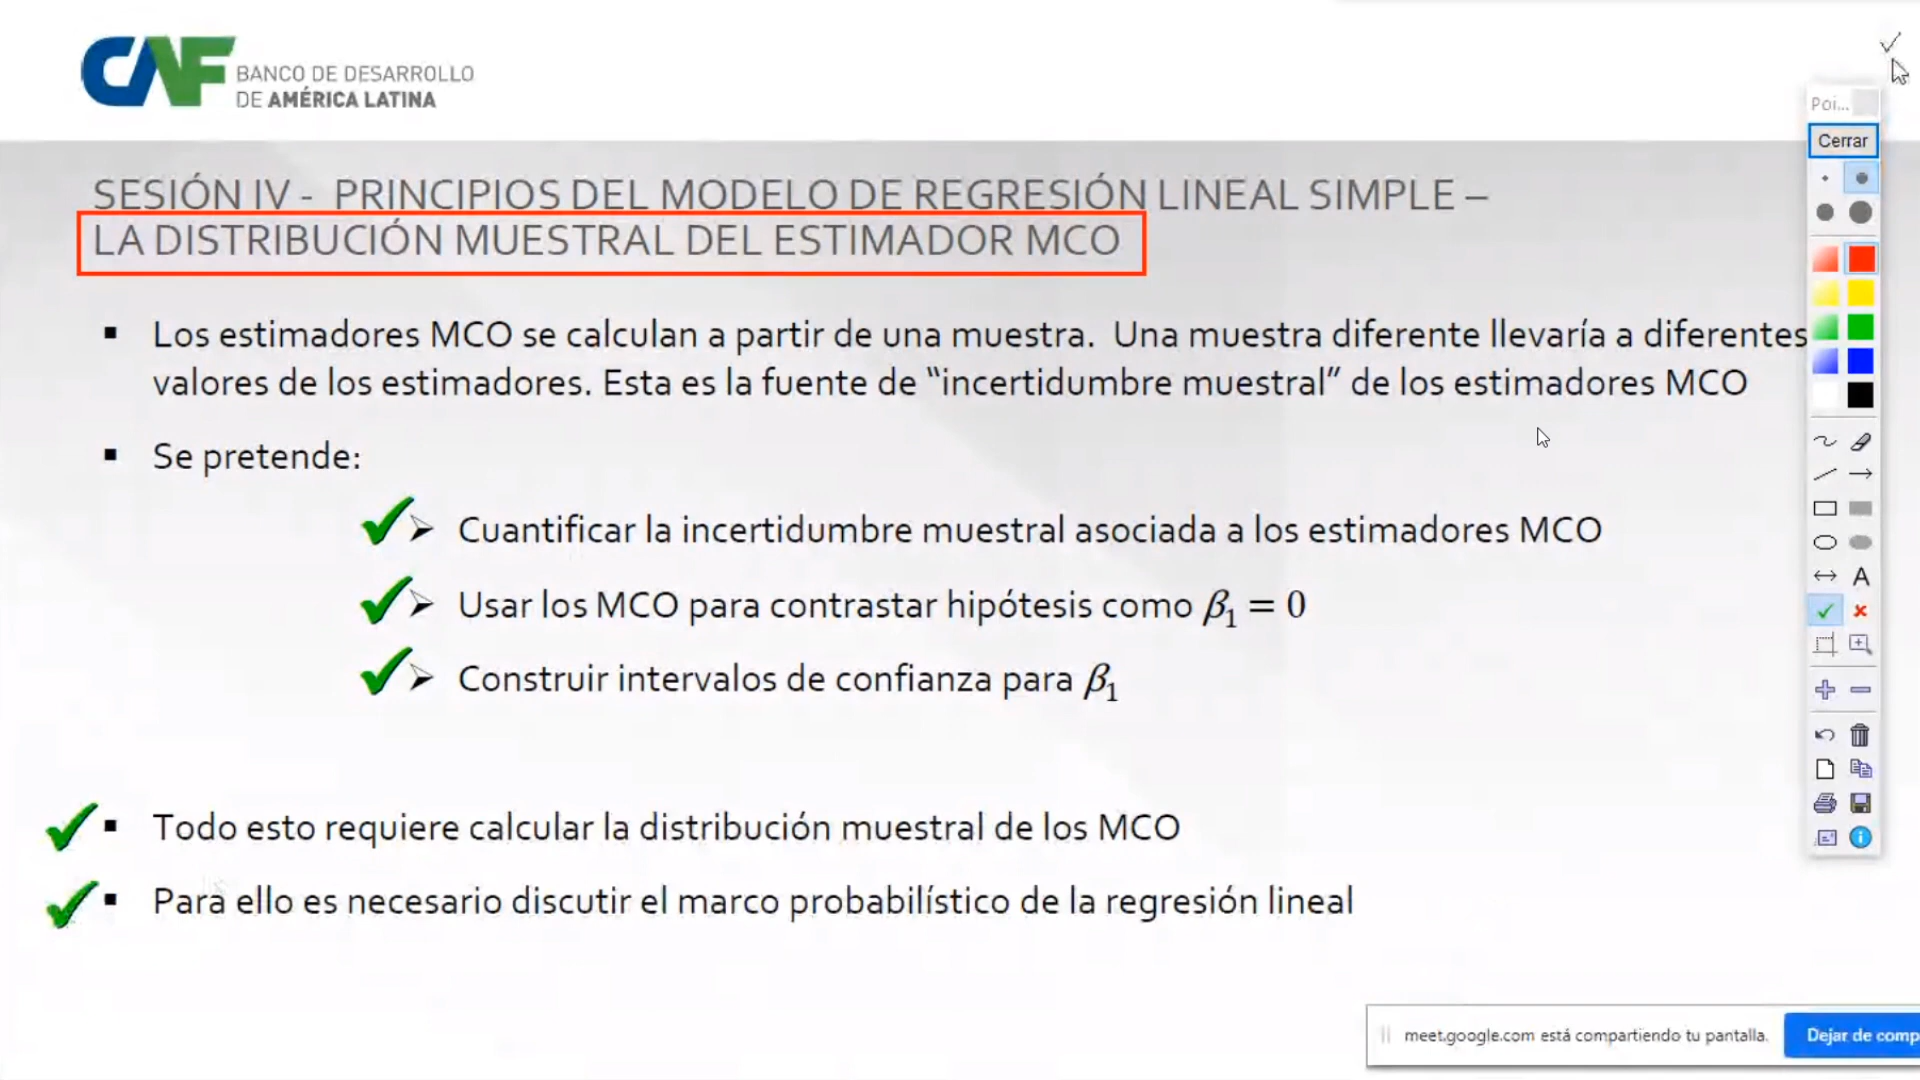 CAF BANCO DE DESARROLLO
DE AMÉRICA LATINA
Poi...
Cerrar
SESIÓN IV - PRINCIPIOS DEL MODELO DE REGRESIÓN LINEAL SIMPLE –
LA DISTRIBUCIÓN MUESTRAL DEL ESTIMADOR MCO
▪ Los estimadores MCO se calculan a partir de una muestra. Una muestra diferente llevaría a diferentes
valores de los estimadores. Esta es la fuente de “incertidumbre muestral” de los estimadores MCO
▪ Se pretende:
➢ Cuantificar la incertidumbre muestral asociada a los estimadores MCO
➢ Usar los MCO para contrastar hipótesis como β₁ = 0
➢ Construir intervalos de confianza para β₁
▪ Todo esto requiere calcular la distribución muestral de los MCO
▪ Para ello es necesario discutir el marco probabilístico de la regresión lineal
A
meet.google.com está compartiendo tu pantalla.
Dejar de comp